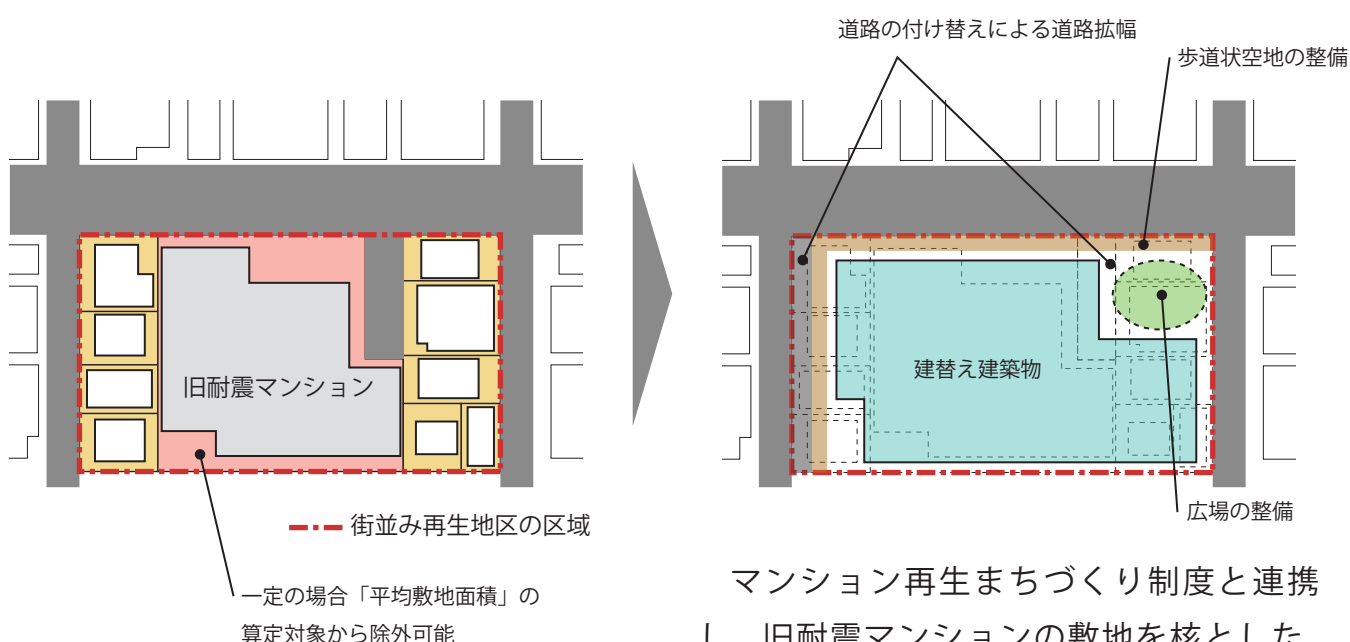 道路の付け替えによる道路拡幅
歩道状空地の整備
旧耐震マンション
建替え建築物
広場の整備
街並み再生地区の区域
一定の場合「平均敷地面積」の
算定対象から除外可能
マンション再生まちづくり制度と連携
し、旧耐震マンションの敷地を核とした